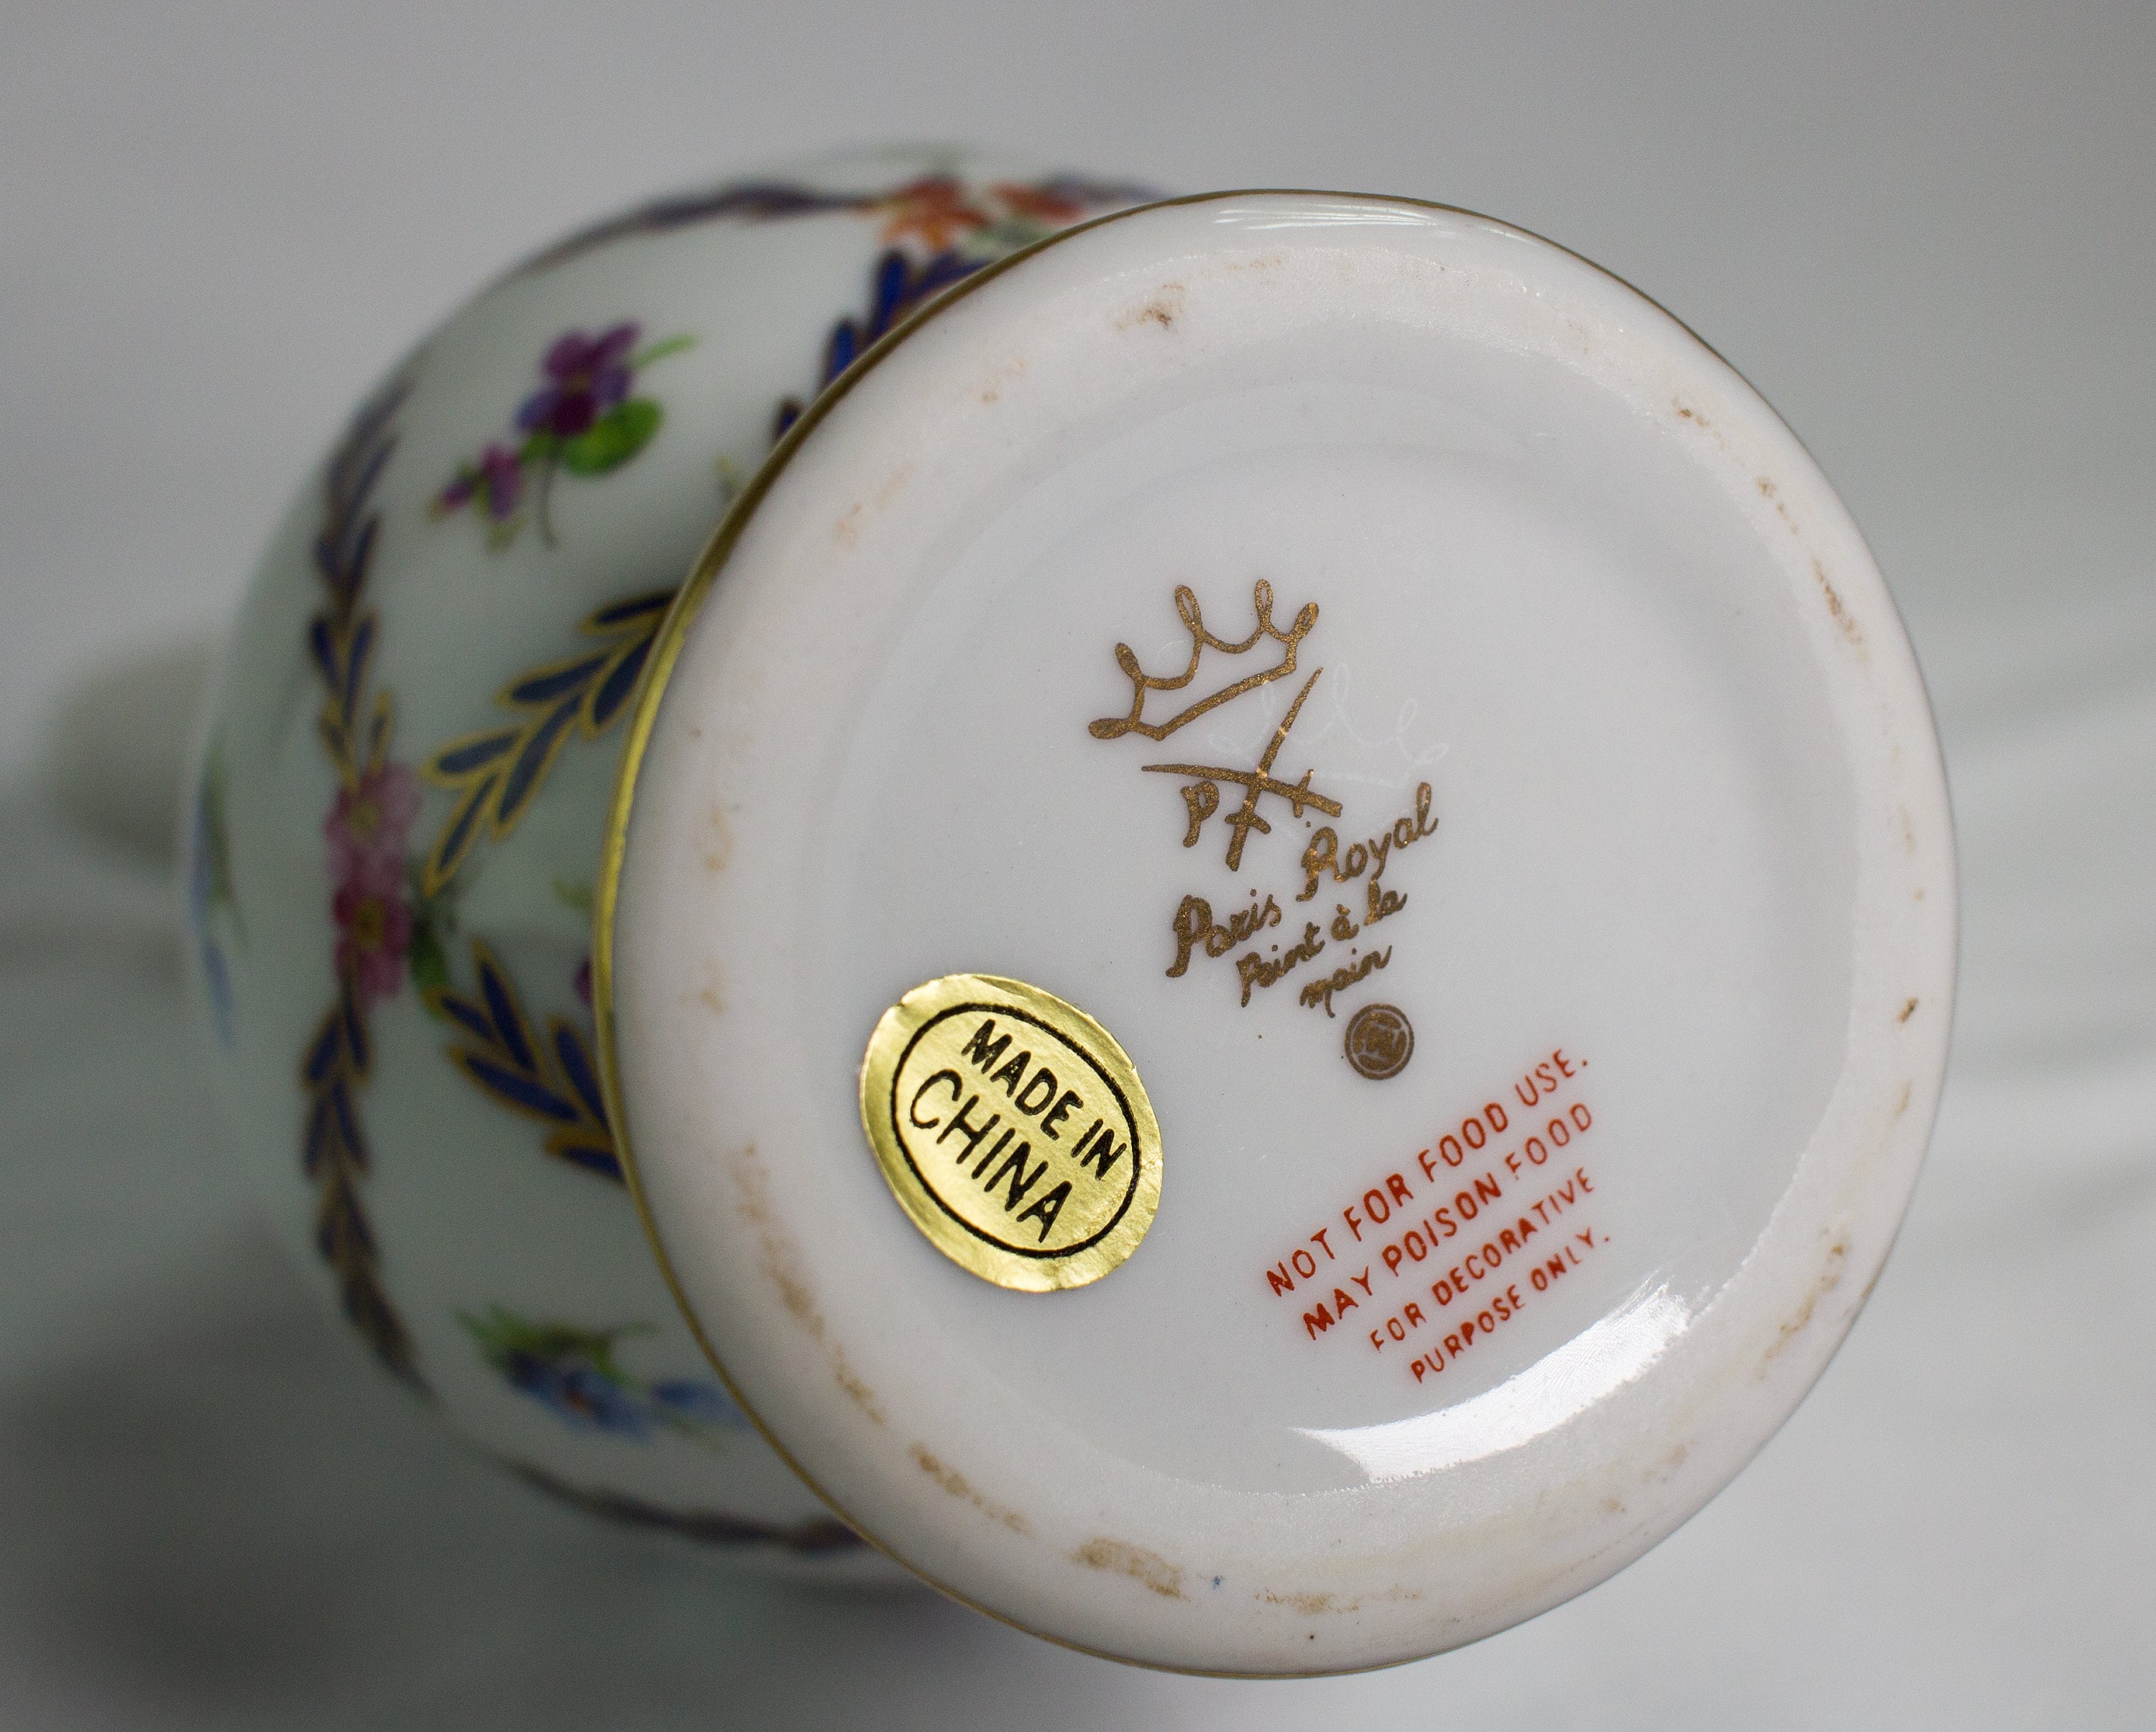 P
Paris Royal
Peint à la
main
MADE IN
CHINA
NOT FOR FOOD USE.
MAY POISON FOOD
FOR DECORATIVE
PURPOSE ONLY.